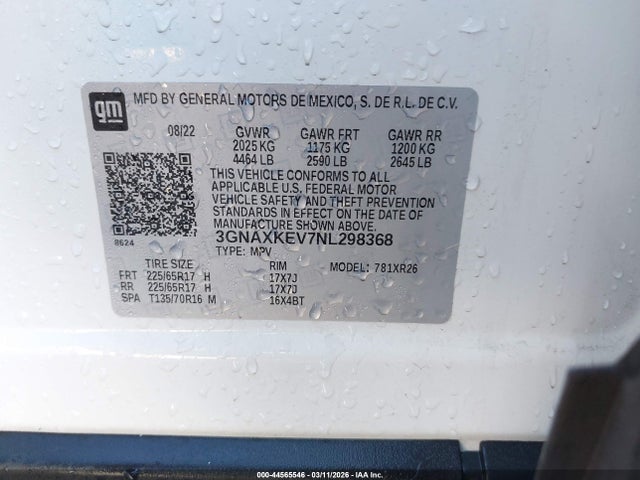 gm
MFD BY GENERAL MOTORS DE MEXICO, S. DE R.L. DE C.V.
08/22 GVWR GAWR FRT GAWR RR
2025 KG 1175 KG 1200 KG
4464 LB 2590 LB 2645 LB
THIS VEHICLE CONFORMS TO ALL
APPLICABLE U.S. FEDERAL MOTOR
VEHICLE SAFETY AND THEFT PREVENTION
STANDARDS IN EFFECT ON THE DATE OF
MANUFACTURE SHOWN ABOVE.
8624 3GNAXKEV7NL298368
TYPE: MPV
TIRE SIZE RIM MODEL: 781XR26
FRT 225/65R17 H 17X7J
RR 225/65R17 H 17X7J
SPA T135/70R16 M 16X4BT
000-44565546 - 03/11/2026 - IAA Inc.